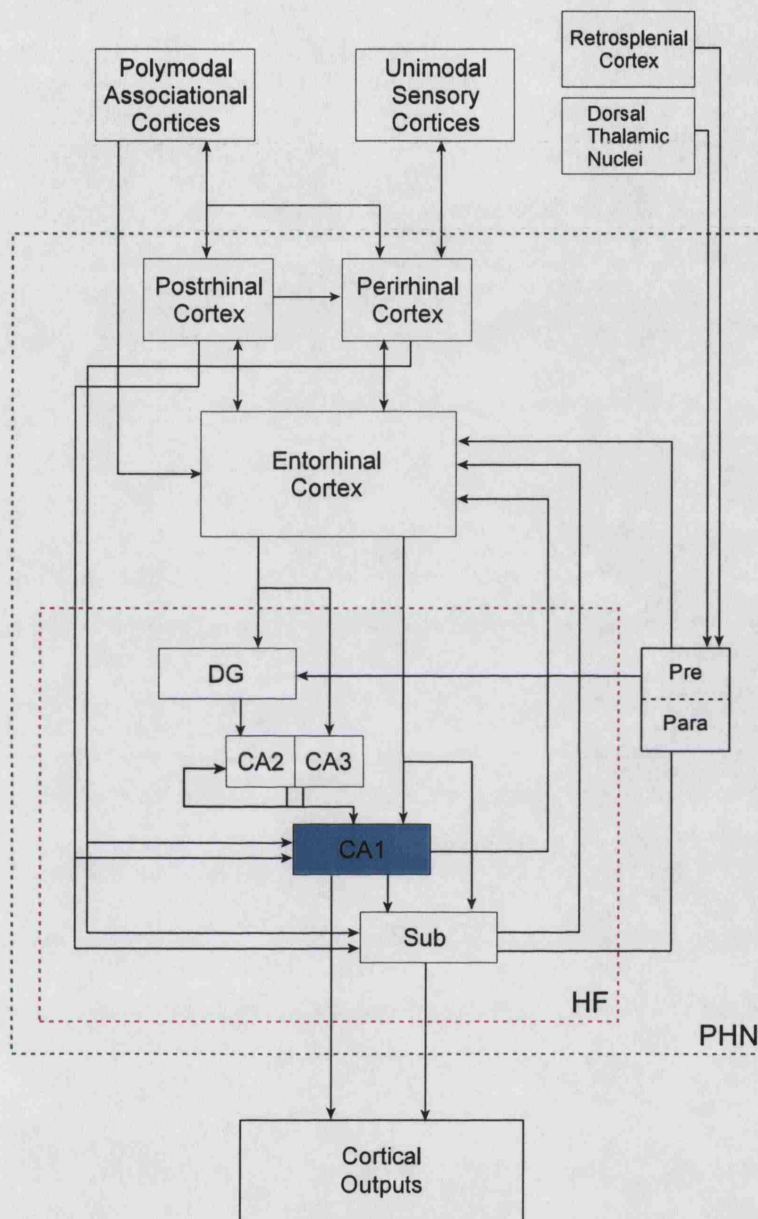 Polymodal
Associational
Cortices
Unimodal
Sensory
Cortices
Retrosplenial
Cortex
Dorsal
Thalamic
Nuclei
Postrhinal
Cortex
Perirhinal
Cortex
Entorhinal
Cortex
DG
Pre
Para
CA2
CA3
CA1
Sub
HF
PHN
Cortical
Outputs